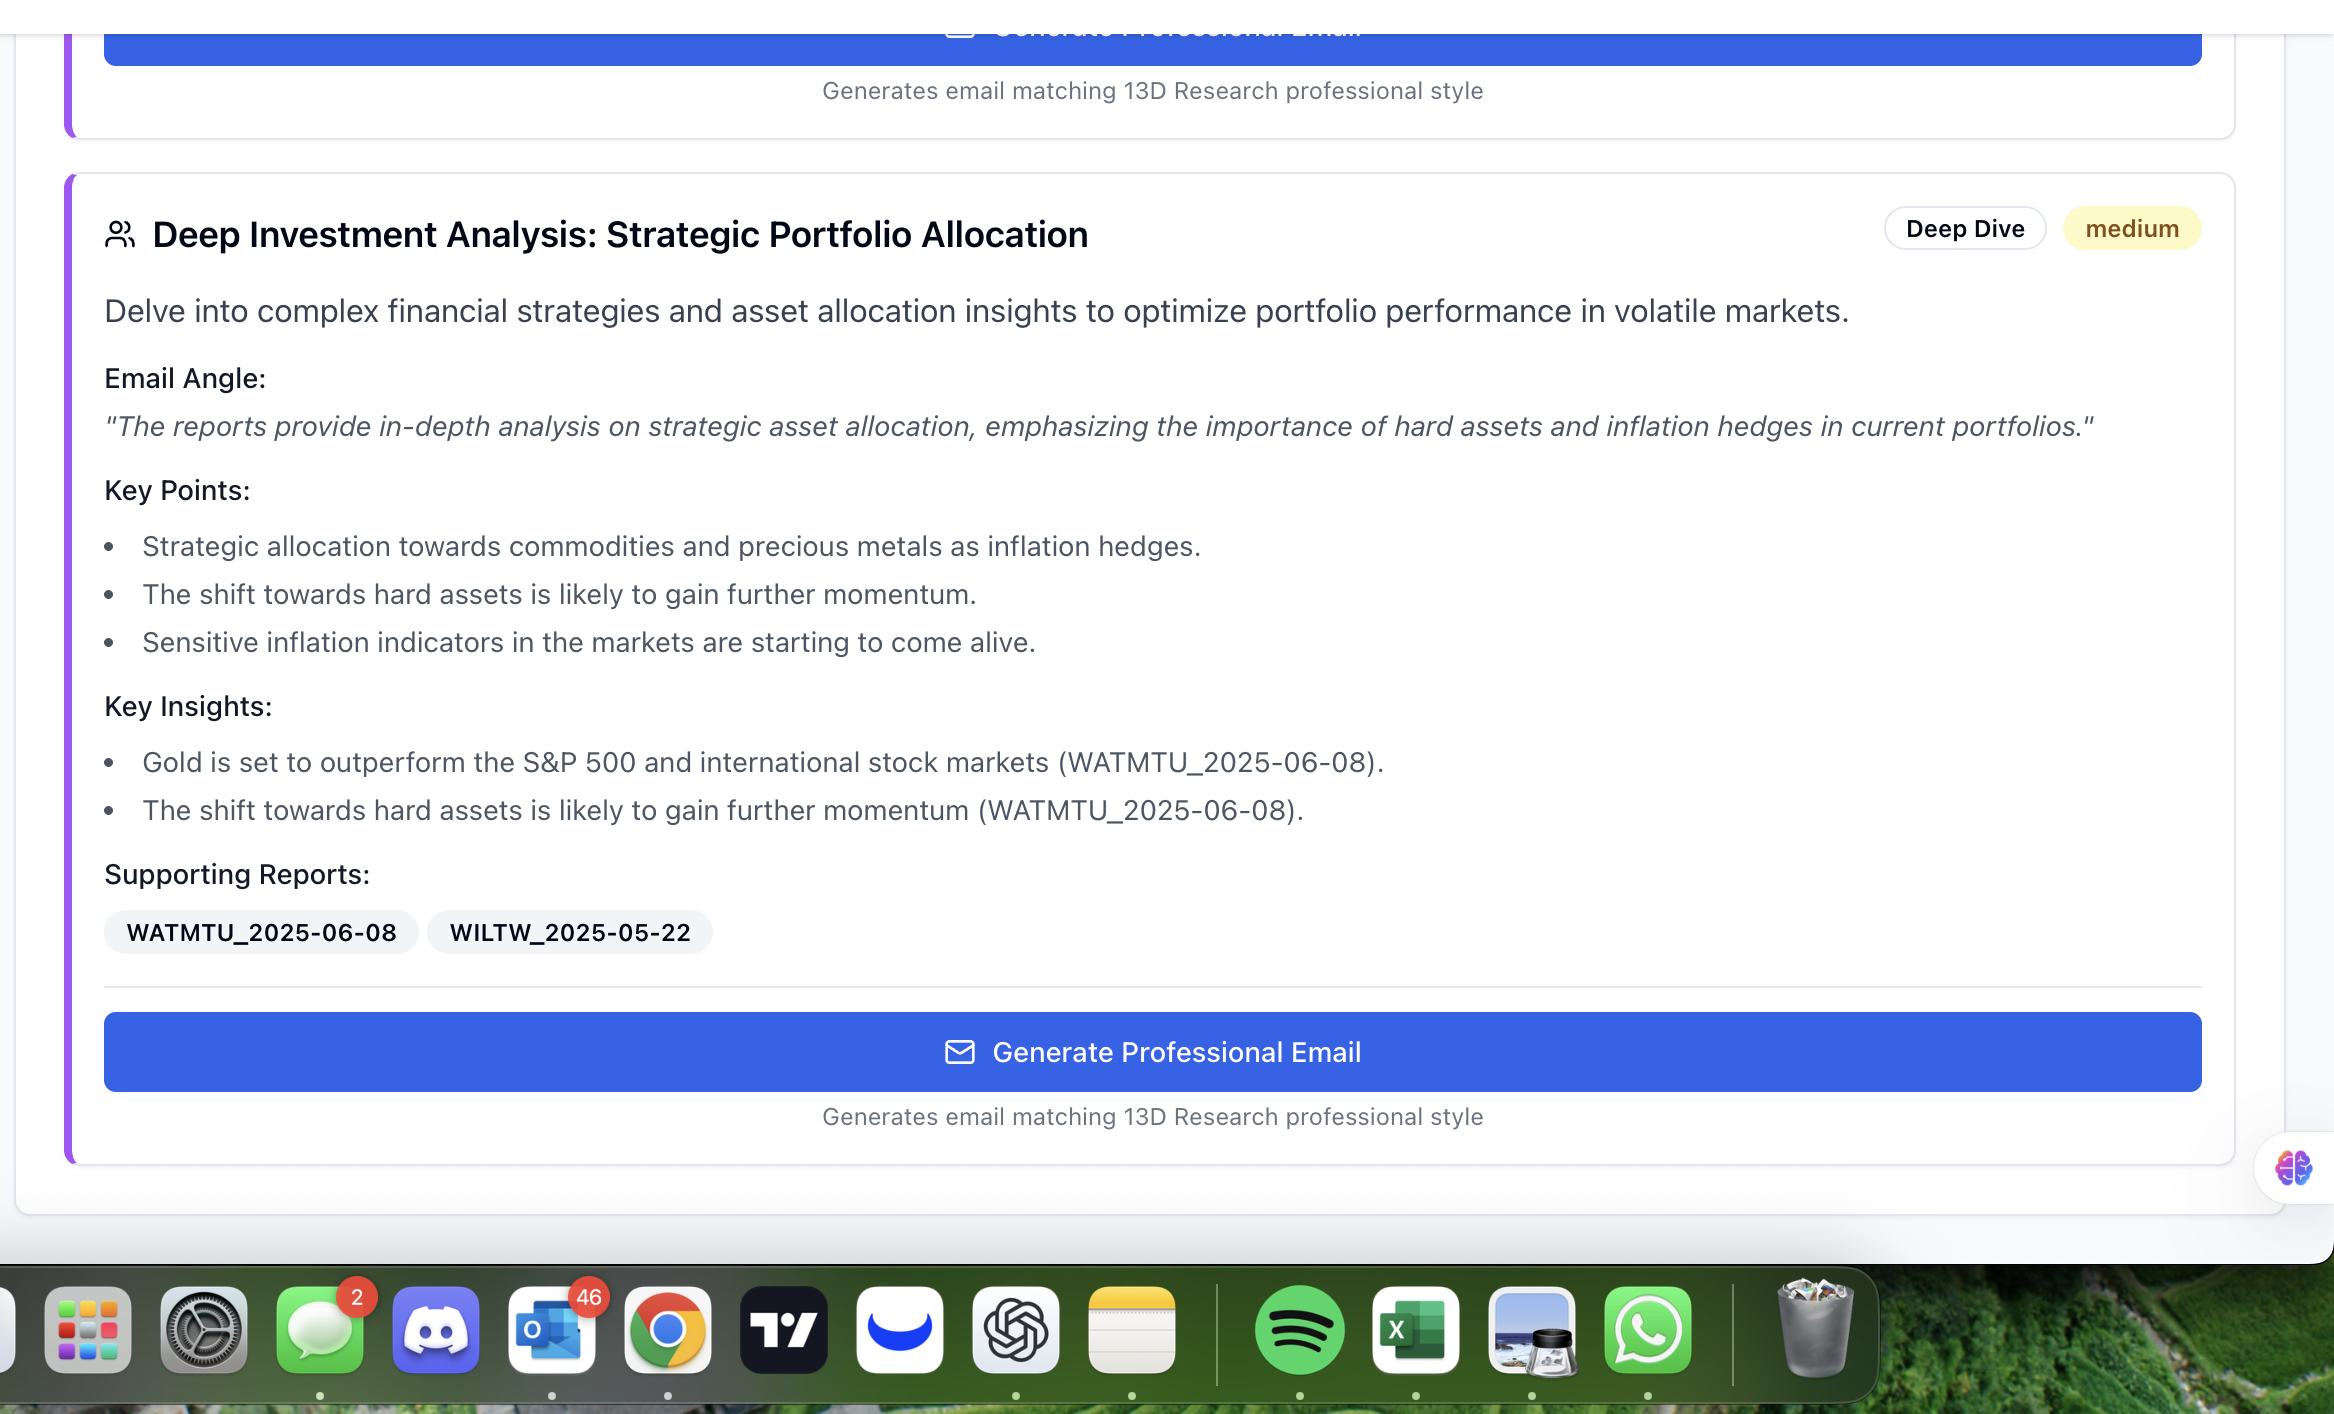 Generate Professional Email
Generates email matching 13D Research professional style
Deep Investment Analysis: Strategic Portfolio Allocation
Deep Dive
medium
Delve into complex financial strategies and asset allocation insights to optimize portfolio performance in volatile markets.
Email Angle:
"The reports provide in-depth analysis on strategic asset allocation, emphasizing the importance of hard assets and inflation hedges in current portfolios."
Key Points:
• Strategic allocation towards commodities and precious metals as inflation hedges.
• The shift towards hard assets is likely to gain further momentum.
• Sensitive inflation indicators in the markets are starting to come alive.
Key Insights:
• Gold is set to outperform the S&P 500 and international stock markets (WATMTU_2025-06-08).
• The shift towards hard assets is likely to gain further momentum (WATMTU_2025-06-08).
Supporting Reports:
WATMTU_2025-06-08 WILTW_2025-05-22
Generate Professional Email
Generates email matching 13D Research professional style
2
46
O
X